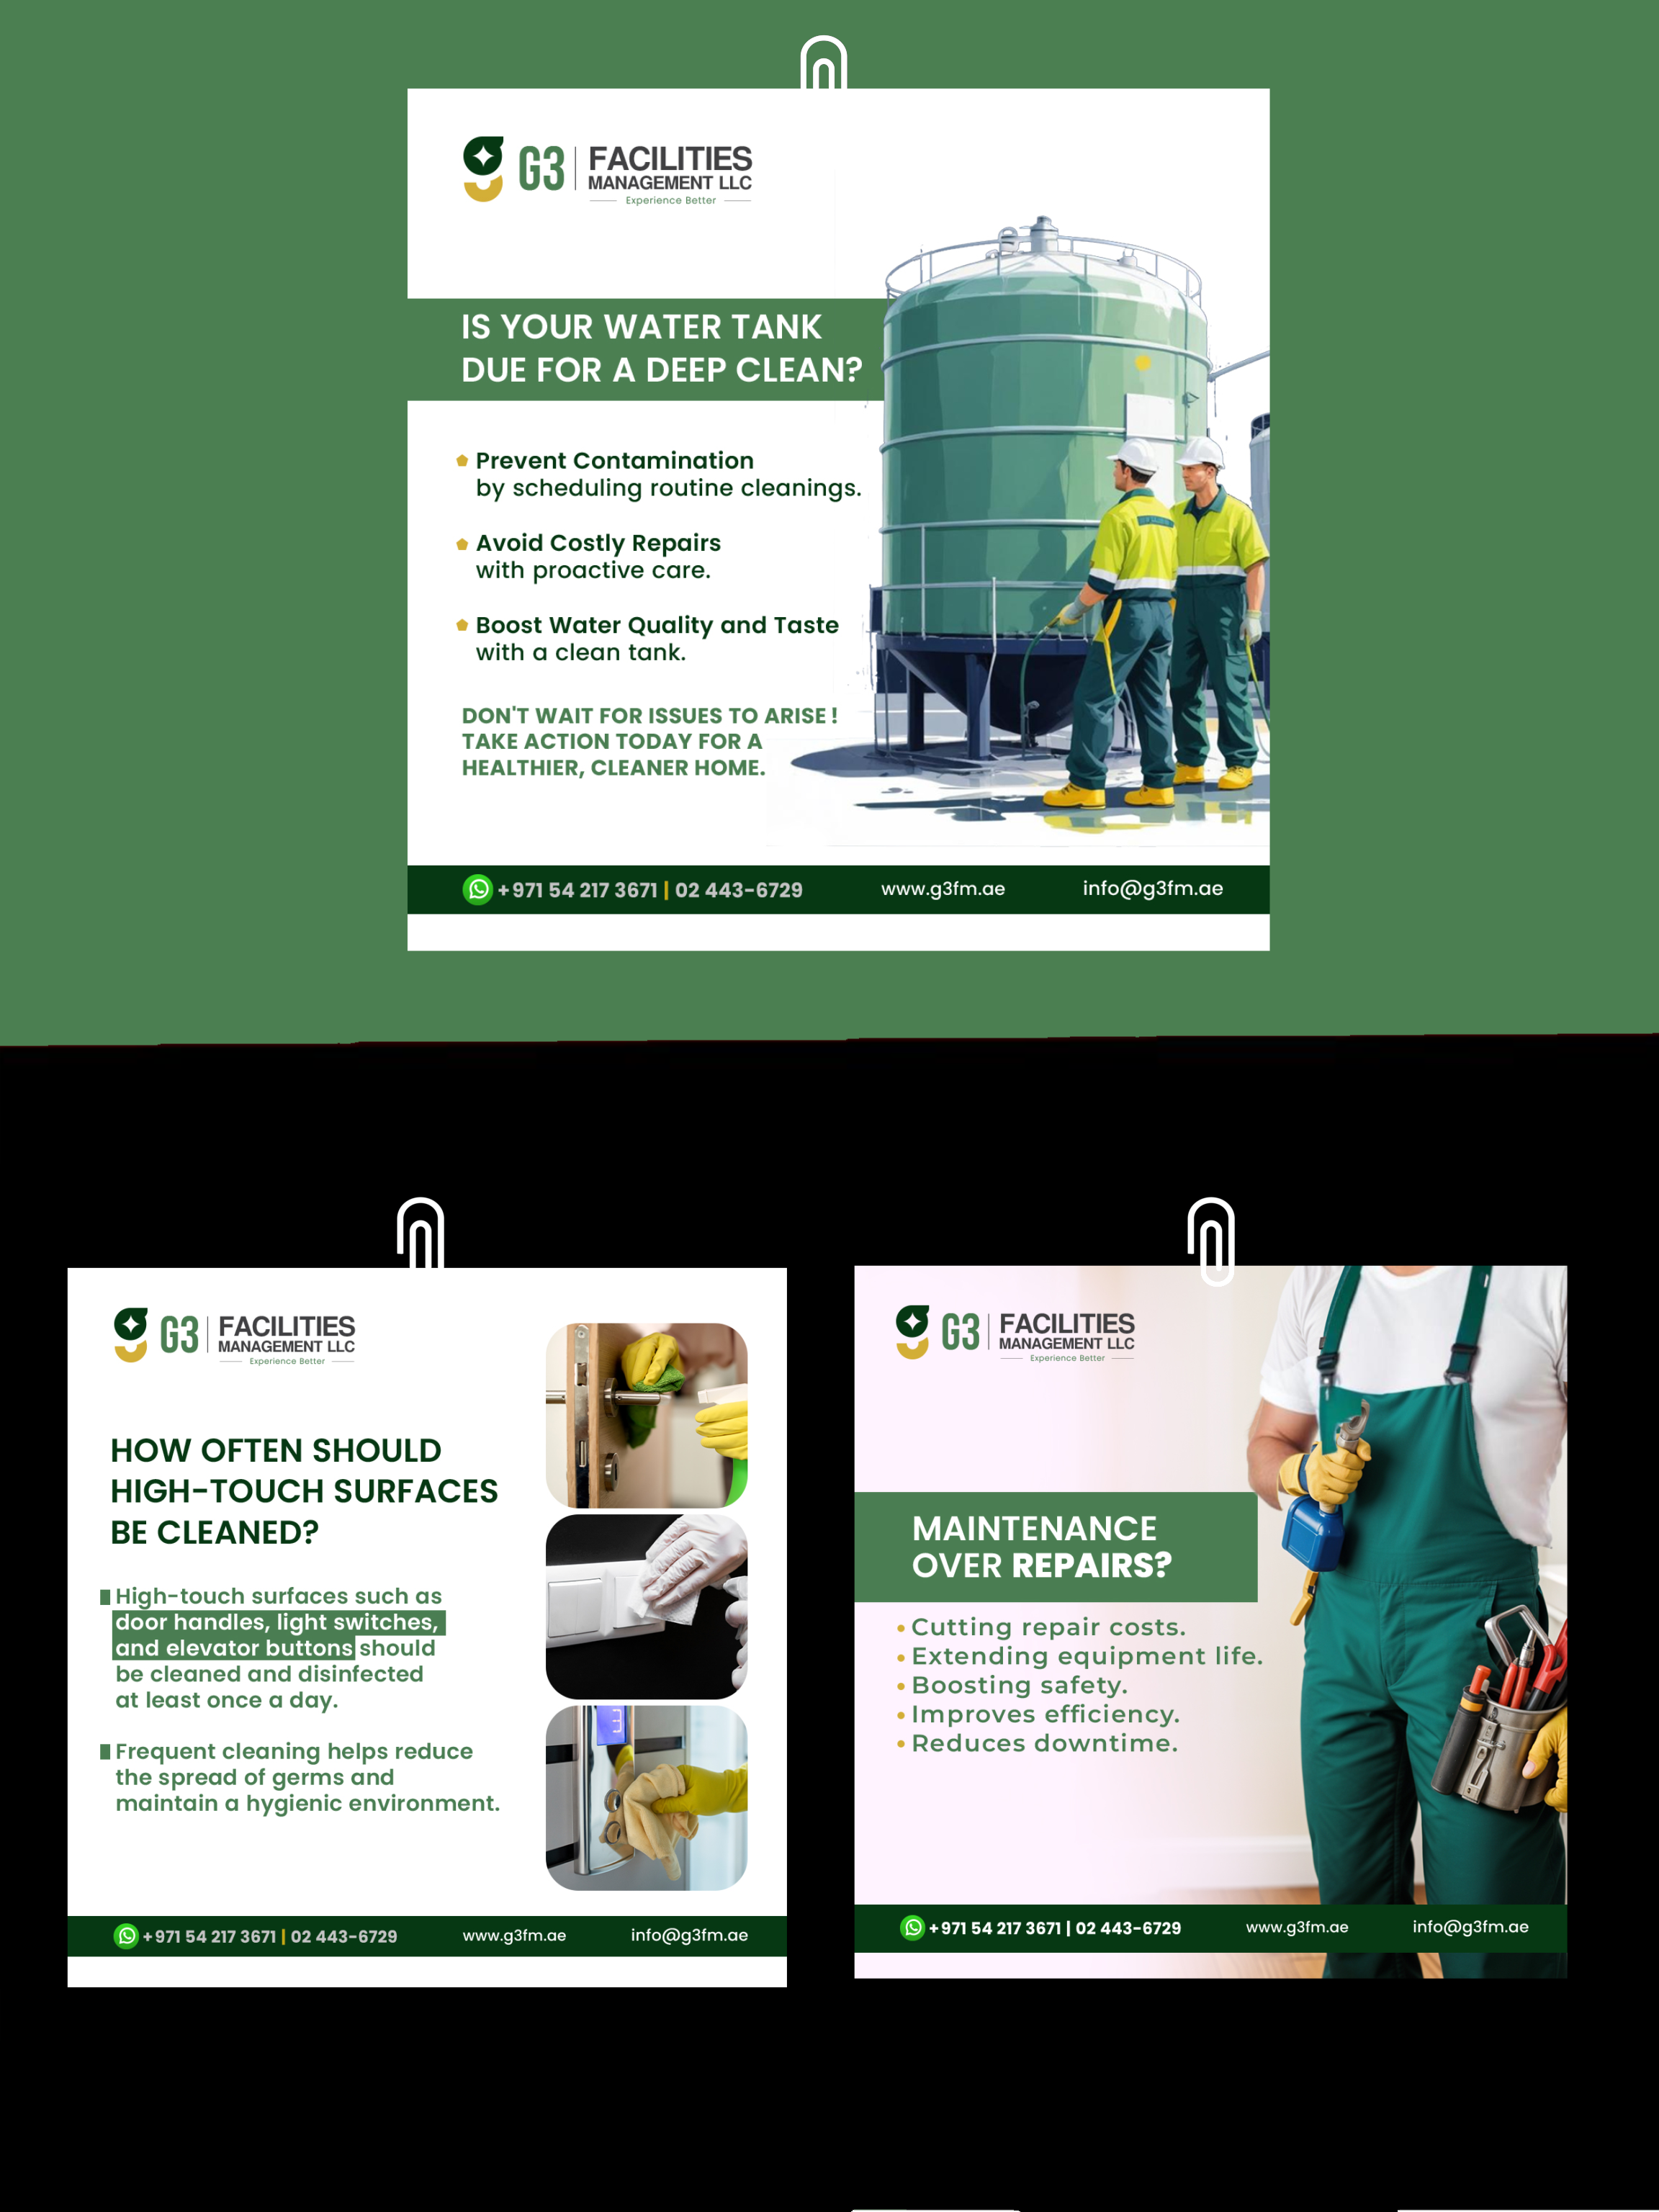 G3 FACILITIES
MANAGEMENT LLC
Experience Better
IS YOUR WATER TANK
DUE FOR A DEEP CLEAN?
Prevent Contamination
by scheduling routine cleanings.
Avoid Costly Repairs
with proactive care.
Boost Water Quality and Taste
with a clean tank.
DON'T WAIT FOR ISSUES TO ARISE!
TAKE ACTION TODAY FOR A
HEALTHIER, CLEANER HOME.
+971 54 217 3671 | 02 443-6729 www.g3fm.ae info@g3fm.ae
G3 FACILITIES
MANAGEMENT LLC
Experience Better
HOW OFTEN SHOULD
HIGH-TOUCH SURFACES
BE CLEANED?
High-touch surfaces such as
door handles, light switches,
and elevator buttons should
be cleaned and disinfected
at least once a day.
Frequent cleaning helps reduce
the spread of germs and
maintain a hygienic environment.
+971 54 217 3671 | 02 443-6729 www.g3fm.ae info@g3fm.ae
G3 FACILITIES
MANAGEMENT LLC
Experience Better
MAINTENANCE
OVER REPAIRS?
• Cutting repair costs.
• Extending equipment life.
• Boosting safety.
• Improves efficiency.
• Reduces downtime.
+971 54 217 3671 | 02 443-6729 www.g3fm.ae info@g3fm.ae